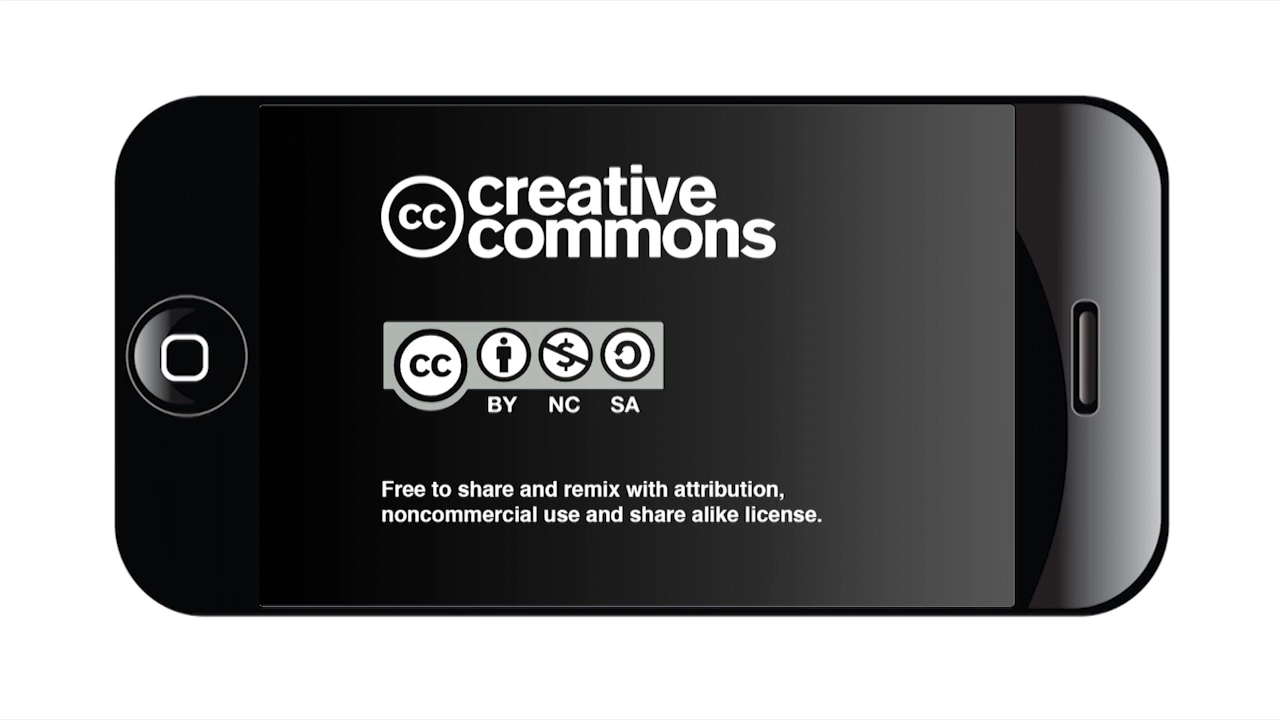 cc creative
commons
cc
BY NC SA
Free to share and remix with attribution,
noncommercial use and share alike license.